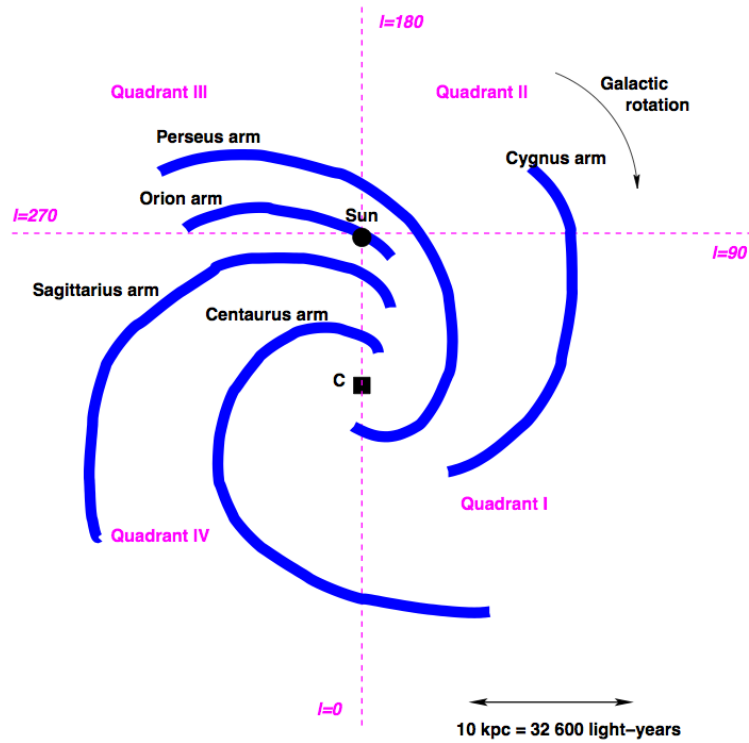 l=180
Quadrant III
Quadrant II
Galactic
rotation
Perseus arm
Cygnus arm
Orion arm
Sun
l=270
l=90
Sagittarius arm
Centaurus arm
C
Quadrant I
Quadrant IV
l=0
10 kpc = 32 600 light–years